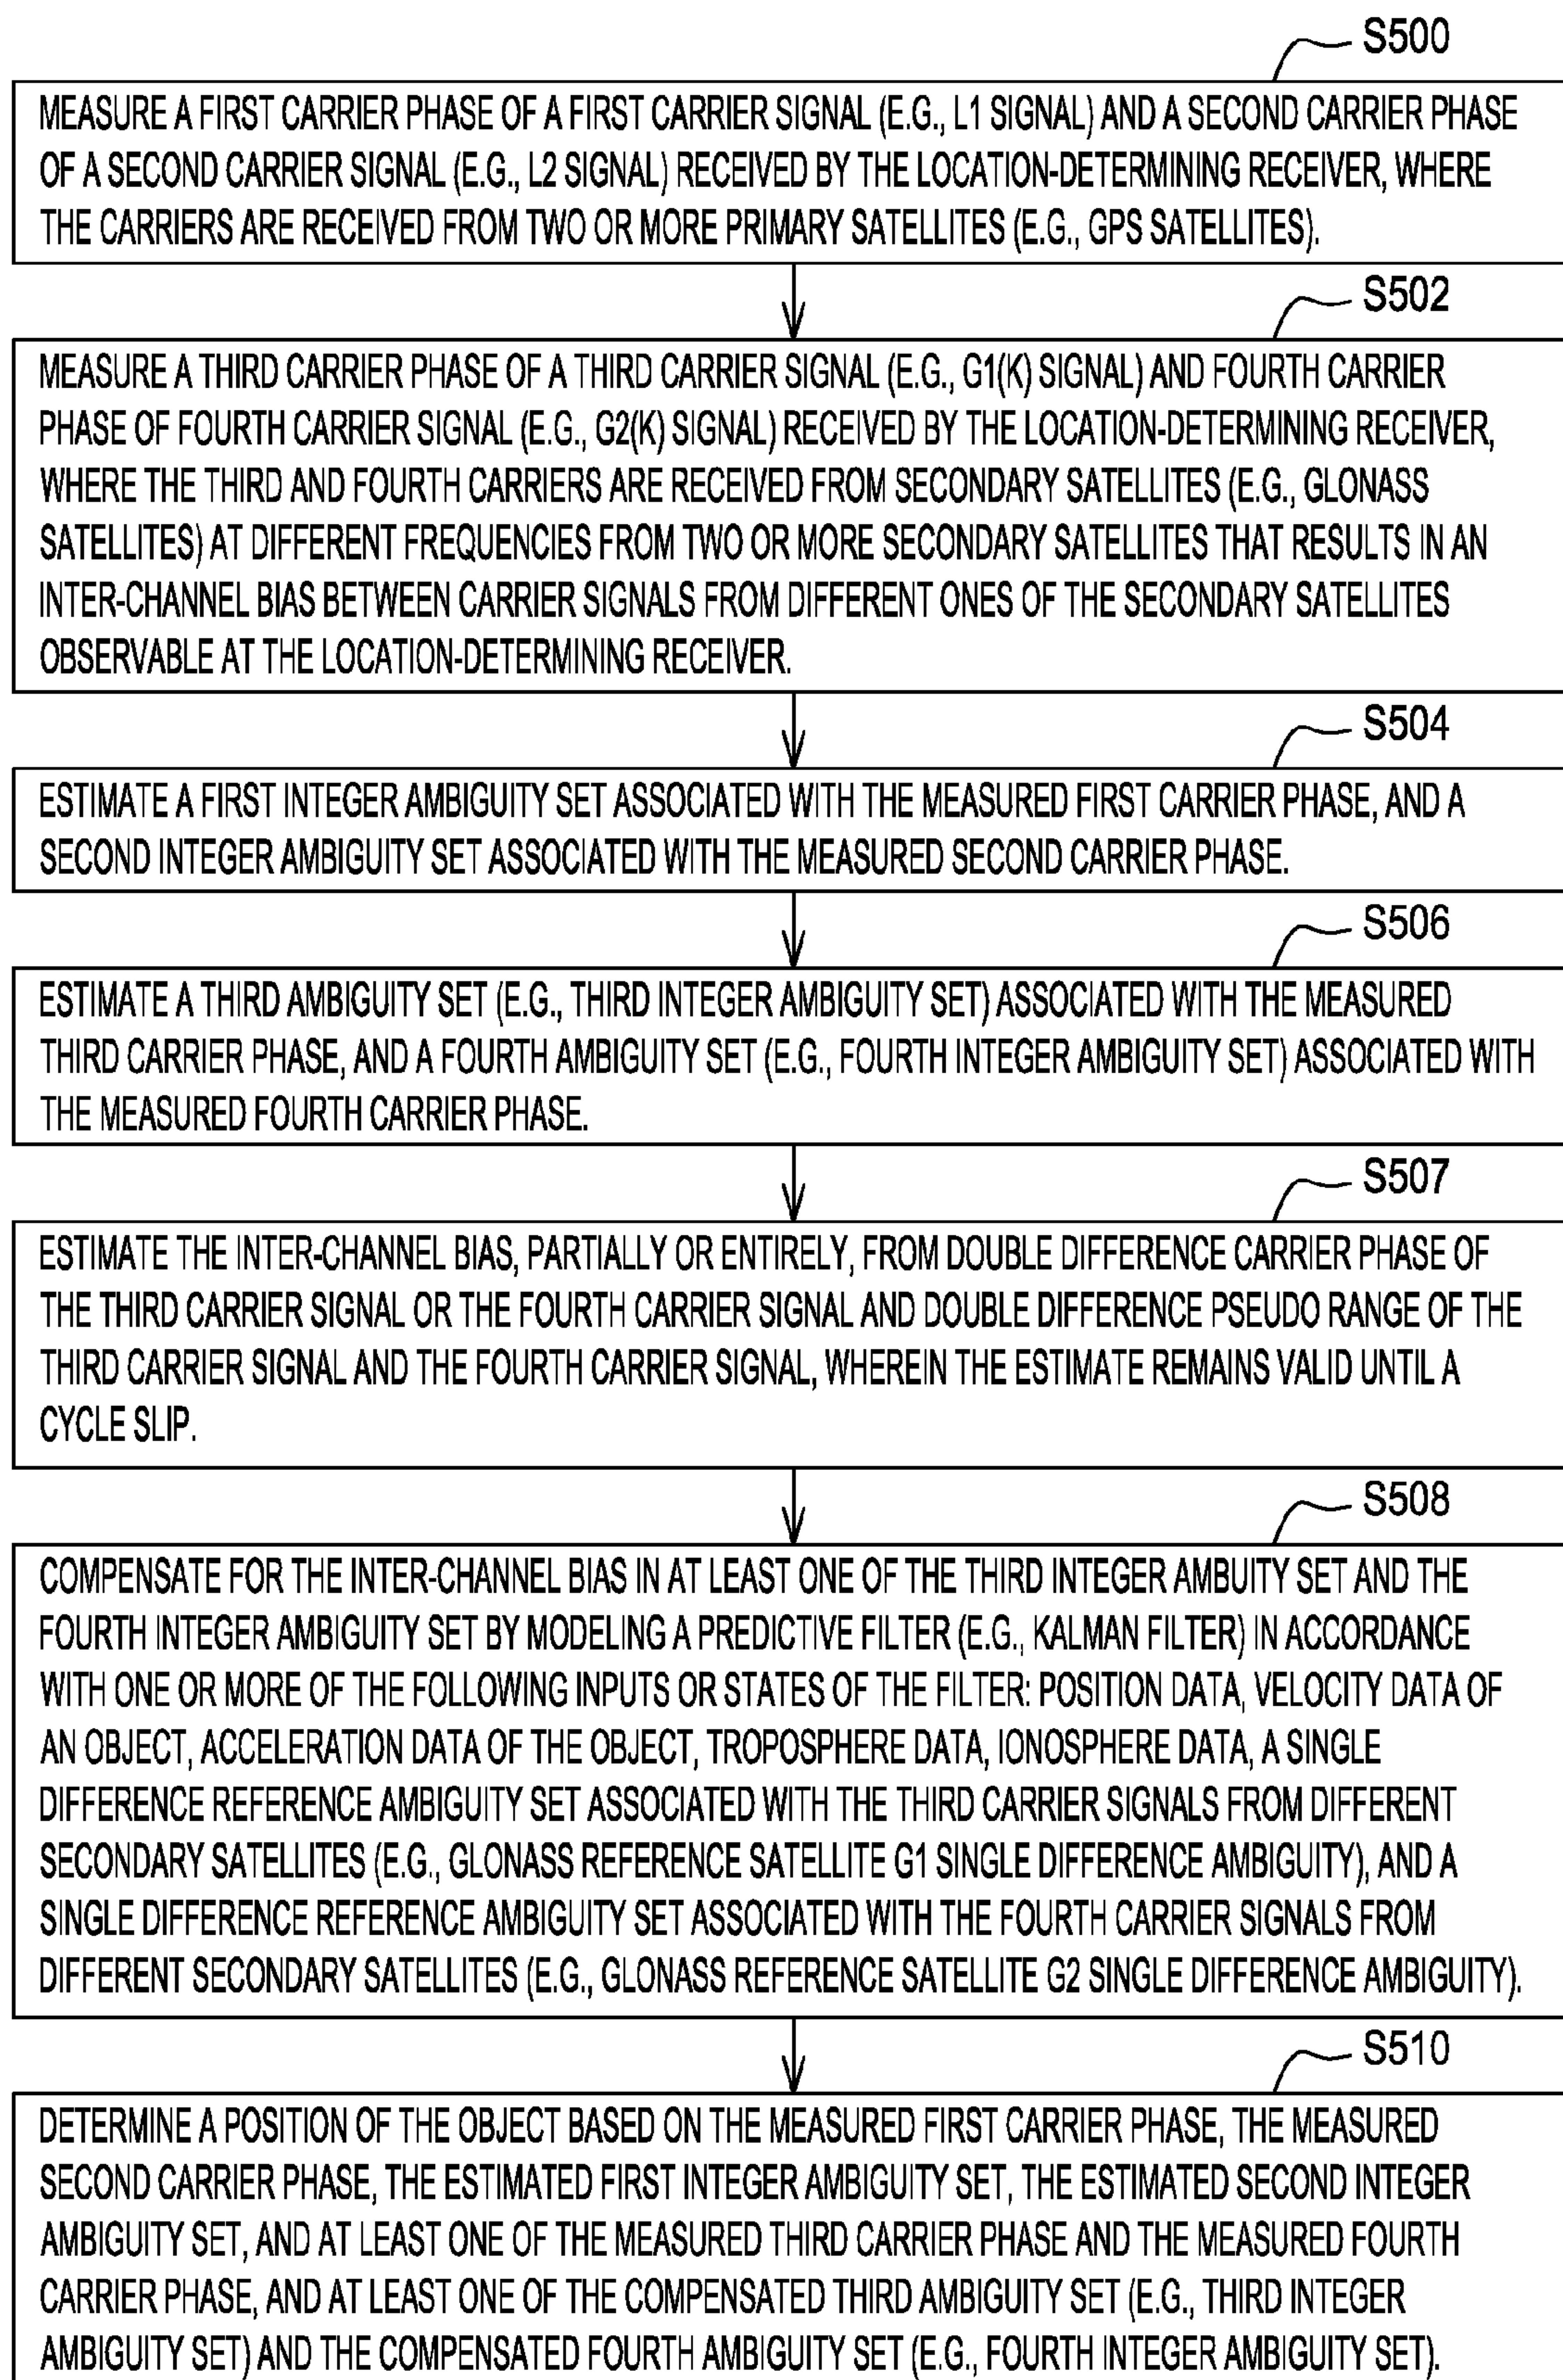 S500
MEASURE A FIRST CARRIER PHASE OF A FIRST CARRIER SIGNAL (E.G., L1 SIGNAL) AND A SECOND CARRIER PHASE
OF A SECOND CARRIER SIGNAL (E.G., L2 SIGNAL) RECEIVED BY THE LOCATION-DETERMINING RECEIVER, WHERE
THE CARRIERS ARE RECEIVED FROM TWO OR MORE PRIMARY SATELLITES (E.G., GPS SATELLITES).
S502
MEASURE A THIRD CARRIER PHASE OF A THIRD CARRIER SIGNAL (E.G., G1(K) SIGNAL) AND FOURTH CARRIER
PHASE OF FOURTH CARRIER SIGNAL (E.G., G2(K) SIGNAL) RECEIVED BY THE LOCATION-DETERMINING RECEIVER,
WHERE THE THIRD AND FOURTH CARRIERS ARE RECEIVED FROM SECONDARY SATELLITES (E.G., GLONASS
SATELLITES) AT DIFFERENT FREQUENCIES FROM TWO OR MORE SECONDARY SATELLITES THAT RESULTS IN AN
INTER-CHANNEL BIAS BETWEEN CARRIER SIGNALS FROM DIFFERENT ONES OF THE SECONDARY SATELLITES
OBSERVABLE AT THE LOCATION-DETERMINING RECEIVER.
S504
ESTIMATE A FIRST INTEGER AMBIGUITY SET ASSOCIATED WITH THE MEASURED FIRST CARRIER PHASE, AND A
SECOND INTEGER AMBIGUITY SET ASSOCIATED WITH THE MEASURED SECOND CARRIER PHASE.
S506
ESTIMATE A THIRD AMBIGUITY SET (E.G., THIRD INTEGER AMBIGUITY SET) ASSOCIATED WITH THE MEASURED
THIRD CARRIER PHASE, AND A FOURTH AMBIGUITY SET (E.G., FOURTH INTEGER AMBIGUITY SET) ASSOCIATED WITH
THE MEASURED FOURTH CARRIER PHASE.
S507
ESTIMATE THE INTER-CHANNEL BIAS, PARTIALLY OR ENTIRELY, FROM DOUBLE DIFFERENCE CARRIER PHASE OF
THE THIRD CARRIER SIGNAL OR THE FOURTH CARRIER SIGNAL AND DOUBLE DIFFERENCE PSEUDO RANGE OF THE
THIRD CARRIER SIGNAL AND THE FOURTH CARRIER SIGNAL, WHEREIN THE ESTIMATE REMAINS VALID UNTIL A
CYCLE SLIP.
S508
COMPENSATE FOR THE INTER-CHANNEL BIAS IN AT LEAST ONE OF THE THIRD INTEGER AMBUITY SET AND THE
FOURTH INTEGER AMBIGUITY SET BY MODELING A PREDICTIVE FILTER (E.G., KALMAN FILTER) IN ACCORDANCE
WITH ONE OR MORE OF THE FOLLOWING INPUTS OR STATES OF THE FILTER: POSITION DATA, VELOCITY DATA OF
AN OBJECT, ACCELERATION DATA OF THE OBJECT, TROPOSPHERE DATA, IONOSPHERE DATA, A SINGLE
DIFFERENCE REFERENCE AMBIGUITY SET ASSOCIATED WITH THE THIRD CARRIER SIGNALS FROM DIFFERENT
SECONDARY SATELLITES (E.G., GLONASS REFERENCE SATELLITE G1 SINGLE DIFFERENCE AMBIGUITY), AND A
SINGLE DIFFERENCE REFERENCE AMBIGUITY SET ASSOCIATED WITH THE FOURTH CARRIER SIGNALS FROM
DIFFERENT SECONDARY SATELLITES (E.G., GLONASS REFERENCE SATELLITE G2 SINGLE DIFFERENCE AMBIGUITY).
S510
DETERMINE A POSITION OF THE OBJECT BASED ON THE MEASURED FIRST CARRIER PHASE, THE MEASURED
SECOND CARRIER PHASE, THE ESTIMATED FIRST INTEGER AMBIGUITY SET, THE ESTIMATED SECOND INTEGER
AMBIGUITY SET, AND AT LEAST ONE OF THE MEASURED THIRD CARRIER PHASE AND THE MEASURED FOURTH
CARRIER PHASE, AND AT LEAST ONE OF THE COMPENSATED THIRD AMBIGUITY SET (E.G., THIRD INTEGER
AMBIGUITY SET) AND THE COMPENSATED FOURTH AMBIGUITY SET (E.G., FOURTH INTEGER AMBIGUITY SET).